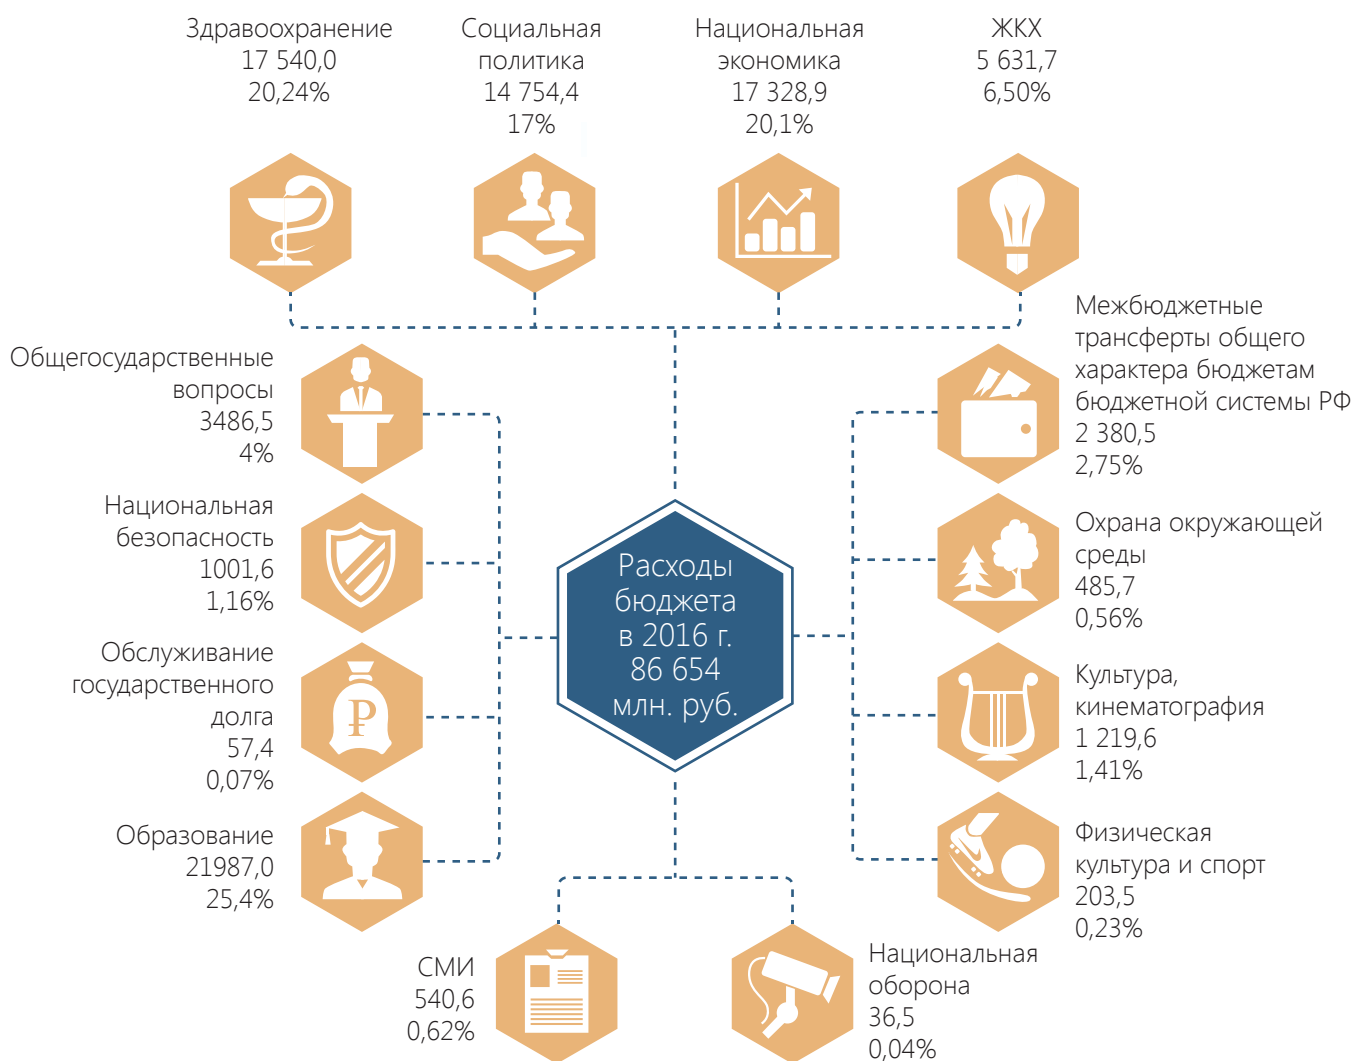 Здравоохранение
17 540,0
20,24%
Социальная
политика
14 754,4
17%
Национальная
экономика
17 328,9
20,1%
ЖКХ
5 631,7
6,50%
Общегосударственные
вопросы
3486,5
4%
Национальная
безопасность
1001,6
1,16%
Обслуживание
государственного
долга
57,4
0,07%
Образование
21987,0
25,4%
Расходы
бюджета
в 2016 г.
86 654
млн. руб.
Межбюджетные
трансферты общего
характера бюджетам
бюджетной системы РФ
2 380,5
2,75%
Охрана окружающей
среды
485,7
0,56%
Культура,
кинематография
1 219,6
1,41%
Физическая
культура и спорт
203,5
0,23%
СМИ
540,6
0,62%
Национальная
оборона
36,5
0,04%